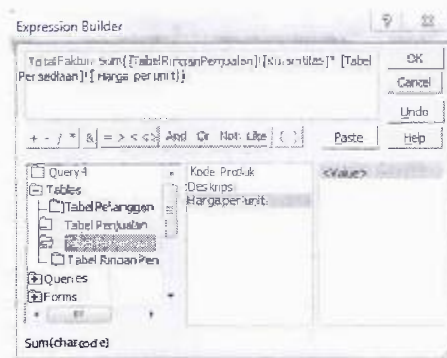 Expression Builder
Total Faktur: Sum([TabelRincianPenjualan]![Kuantitas]* [Tabel
Persediaan]![Harga per unit])
OK
Cancel
Undo
+ - / * & = > < <> And Or Not Like ( )
Paste
Help
Query4
Tables
Tabel Pelanggan
Tabel Penjualan
Tabel Rincian Pen
Queries
Forms
Kode Produk
Deskripsi
Harga per unit
<Value>
Sum(charcode)